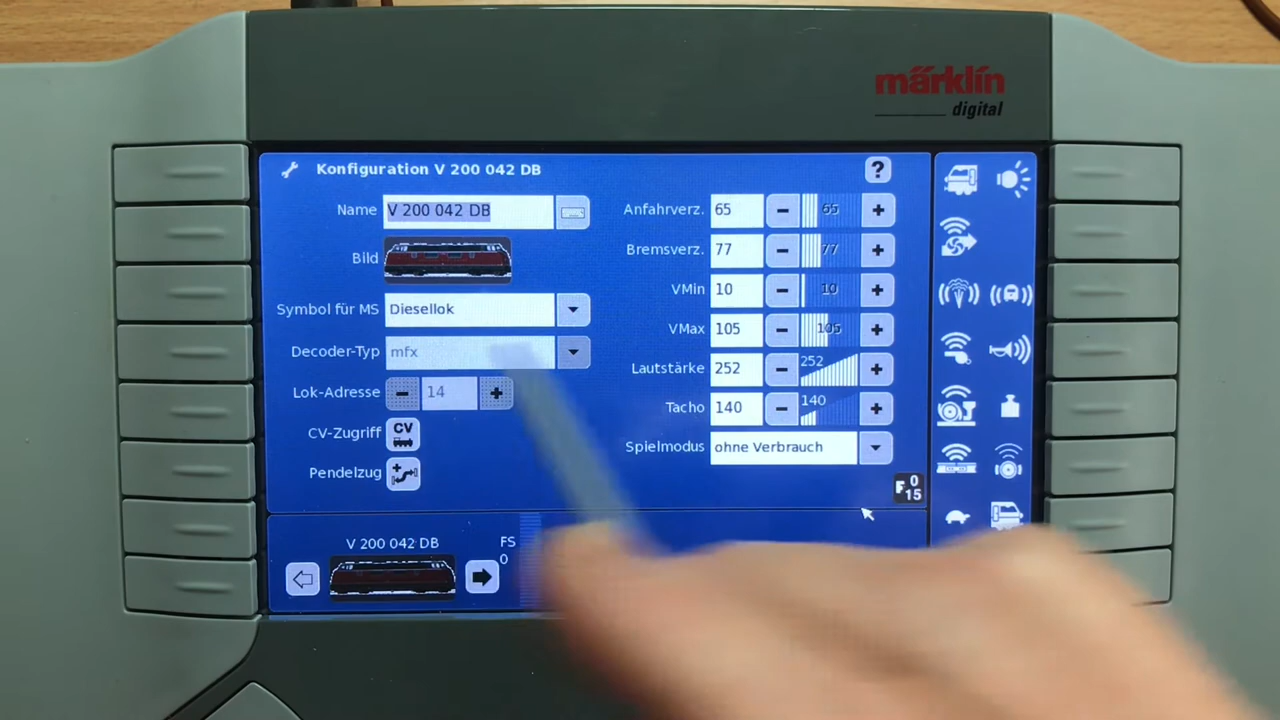 märklín
digital
Konfiguration V 200 042 DB
?
Name V 200 042 DB
Bild
Symbol für MS Diesellok
Decoder-Typ mfx
Lok-Adresse − 14 +
CV-Zugriff CV
Pendelzug
Anfahrverz. 65 − 65 +
Bremsverz. 77 − 77 +
VMin 10 − 10 +
VMax 105 − 105 +
Lautstärke 252 − 252 +
Tacho 140 − 140 +
Spielmodus ohne Verbrauch
F 0 15
V 200 042 DB
FS
0